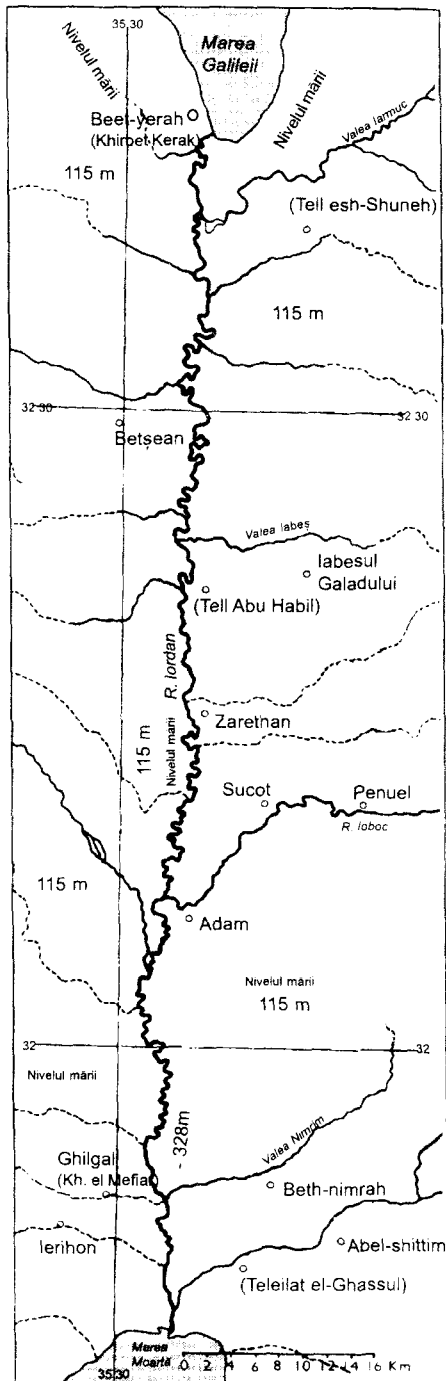 35.30
Marea
Galileii
Nivelul mării
Nivelul mării
Beet-yerah
(Khirbet Kerak)
Valea Iarmuc
115 m
(Tell esh-Shuneh)
115 m
32 30
32 30
Betșean
Valea Iabeș
Iabesul
Galadului
(Tell Abu Habil)
R. Iordan
Zarethan
Nivelul mării
115 m
Sucot
Penuel
R. Ioboc
115 m
Adam
Nivelul mării
115 m
32
32
Nivelul mării
- 328m
Valea Nimrim
Ghilgal
(Kh. el Mefiat)
Beth-nimrah
Ierihon
Abel-shittim
(Teleilat el-Ghassul)
Marea
Moartă
0 2 4 6 8 10 12 14 16 Km
35.30